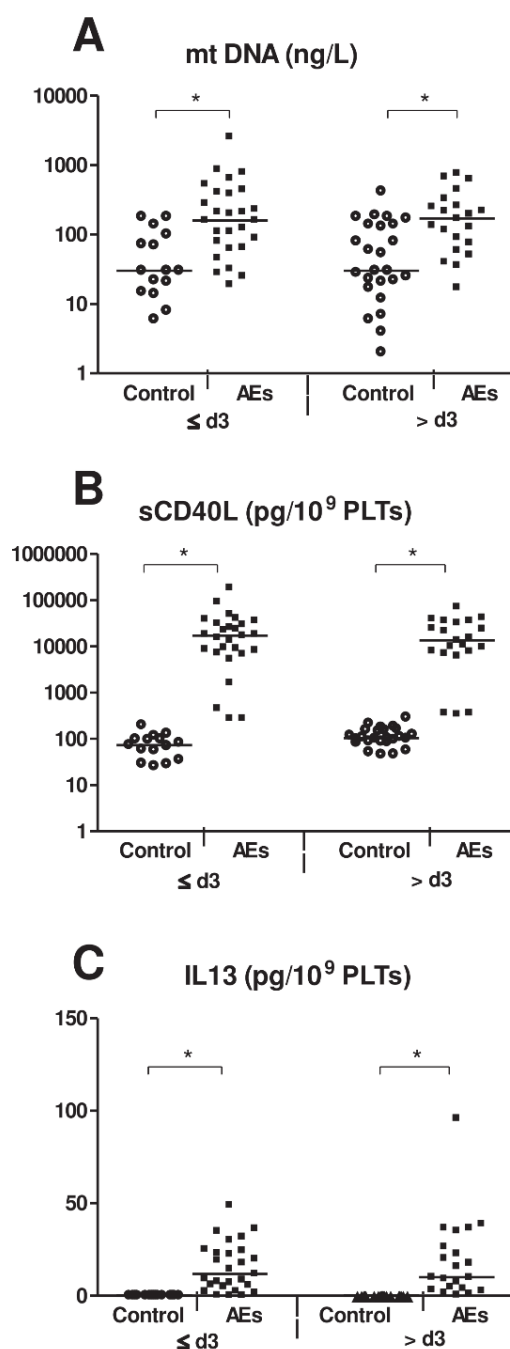 A
mt DNA (ng/L)
10000
*
*
1000
100
10
1
Control AEs Control AEs
≤ d3 > d3
B
sCD40L (pg/10⁹ PLTs)
1000000
*
*
100000
10000
1000
100
10
1
Control AEs Control AEs
≤ d3 > d3
C
IL13 (pg/10⁹ PLTs)
150
*
*
100
50
0
Control AEs Control AEs
≤ d3 > d3